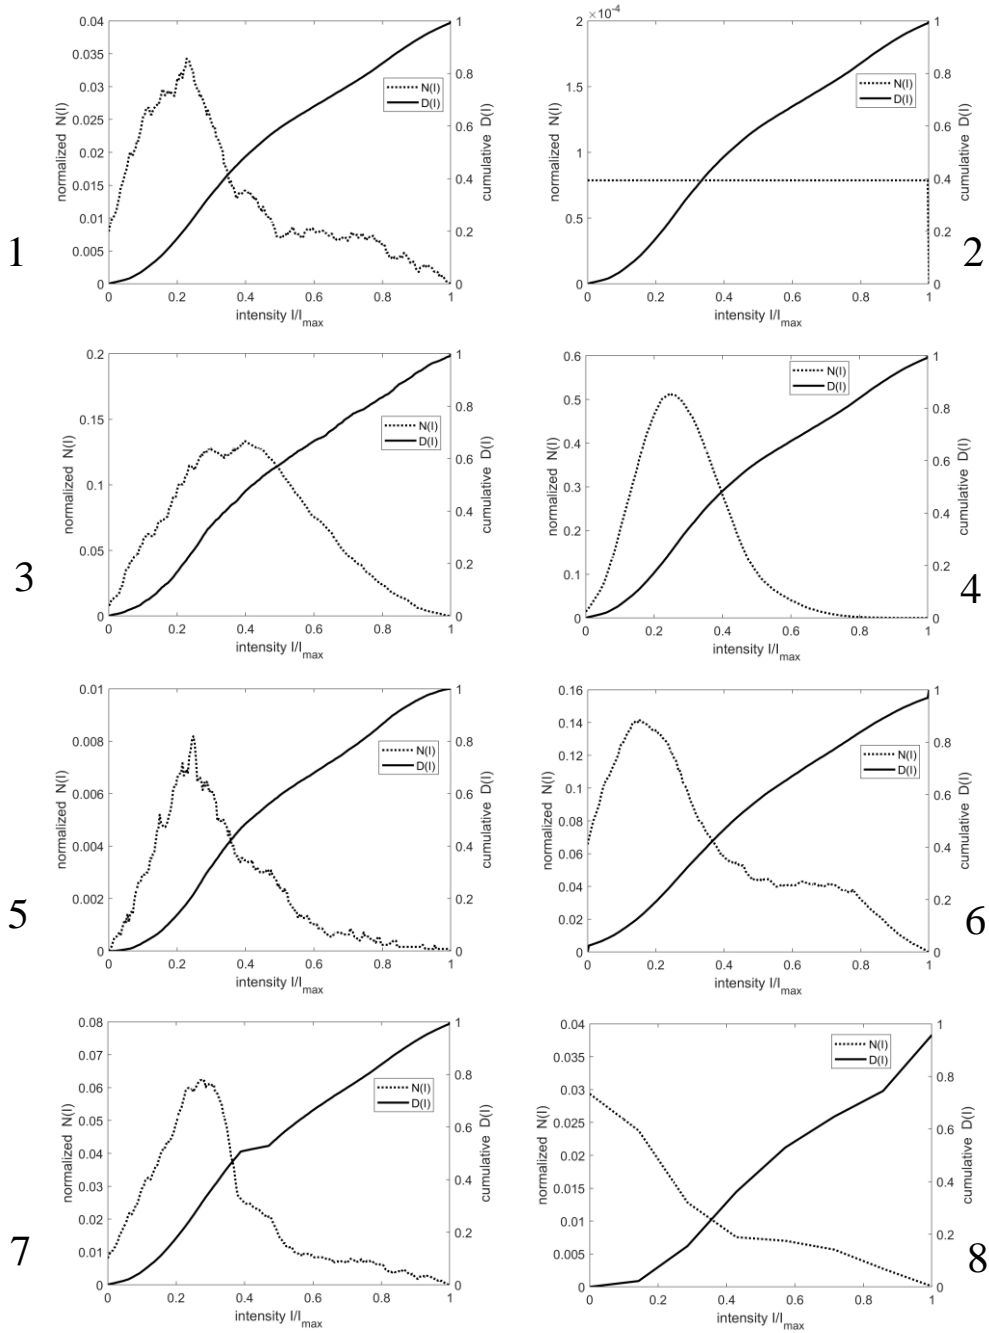 0.04
0.035
0.03
0.025
0.02
0.015
0.01
0.005
0
normalized N(I)
N(I)
D(I)
1
0.8
0.6
0.4
0.2
0
cumulative D(I)
0 0.2 0.4 0.6 0.8 1
intensity I/Imax
1
×10-4
2
1.5
1
0.5
0
normalized N(I)
N(I)
D(I)
1
0.8
0.6
0.4
0.2
0
cumulative D(I)
0 0.2 0.4 0.6 0.8 1
intensity I/Imax
2
0.2
0.15
0.1
0.05
0
normalized N(I)
N(I)
D(I)
1
0.8
0.6
0.4
0.2
0
cumulative D(I)
0 0.2 0.4 0.6 0.8 1
intensity I/Imax
3
0.6
0.5
0.4
0.3
0.2
0.1
0
normalized N(I)
N(I)
D(I)
1
0.8
0.6
0.4
0.2
0
cumulative D(I)
0 0.2 0.4 0.6 0.8 1
intensity I/Imax
4
0.01
0.008
0.006
0.004
0.002
0
normalized N(I)
N(I)
D(I)
1
0.8
0.6
0.4
0.2
0
cumulative D(I)
0 0.2 0.4 0.6 0.8 1
intensity I/Imax
5
0.16
0.14
0.12
0.1
0.08
0.06
0.04
0.02
0
normalized N(I)
N(I)
D(I)
1
0.8
0.6
0.4
0.2
0
cumulative D(I)
0 0.2 0.4 0.6 0.8 1
intensity I/Imax
6
0.08
0.07
0.06
0.05
0.04
0.03
0.02
0.01
0
normalized N(I)
N(I)
D(I)
1
0.8
0.6
0.4
0.2
0
cumulative D(I)
0 0.2 0.4 0.6 0.8 1
intensity I/Imax
7
0.04
0.035
0.03
0.025
0.02
0.015
0.01
0.005
0
normalized N(I)
N(I)
D(I)
1
0.8
0.6
0.4
0.2
0
cumulative D(I)
0 0.2 0.4 0.6 0.8 1
intensity I/Imax
8